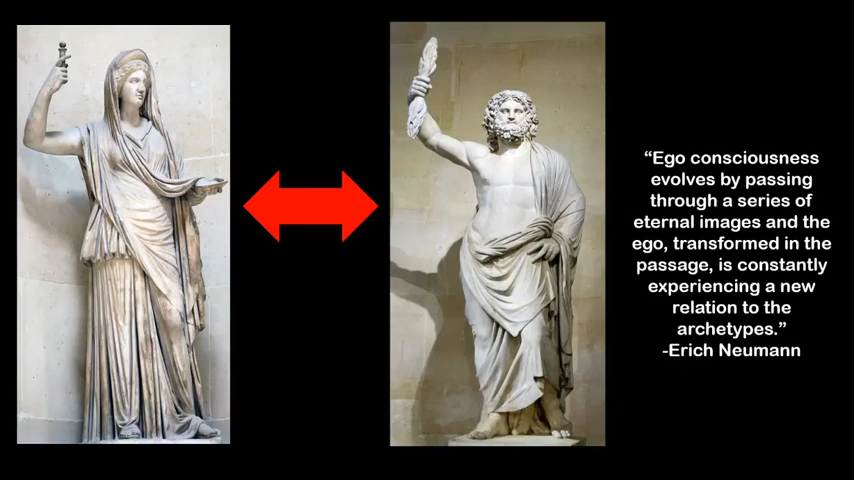 “Ego consciousness
evolves by passing
through a series of
eternal images and the
ego, transformed in the
passage, is constantly
experiencing a new
relation to the
archetypes.”
-Erich Neumann